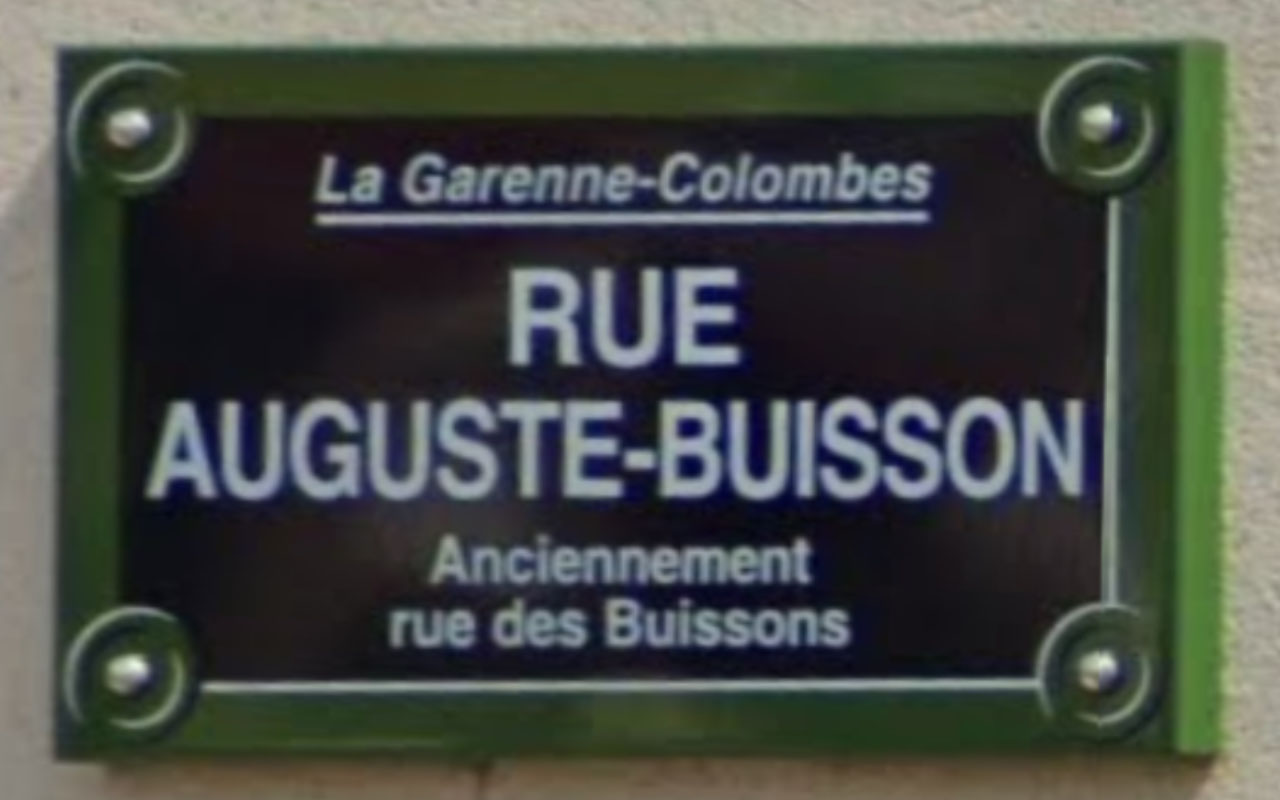 La Garenne-Colombes
RUE
AUGUSTE-BUISSON
Anciennement
rue des Buissons